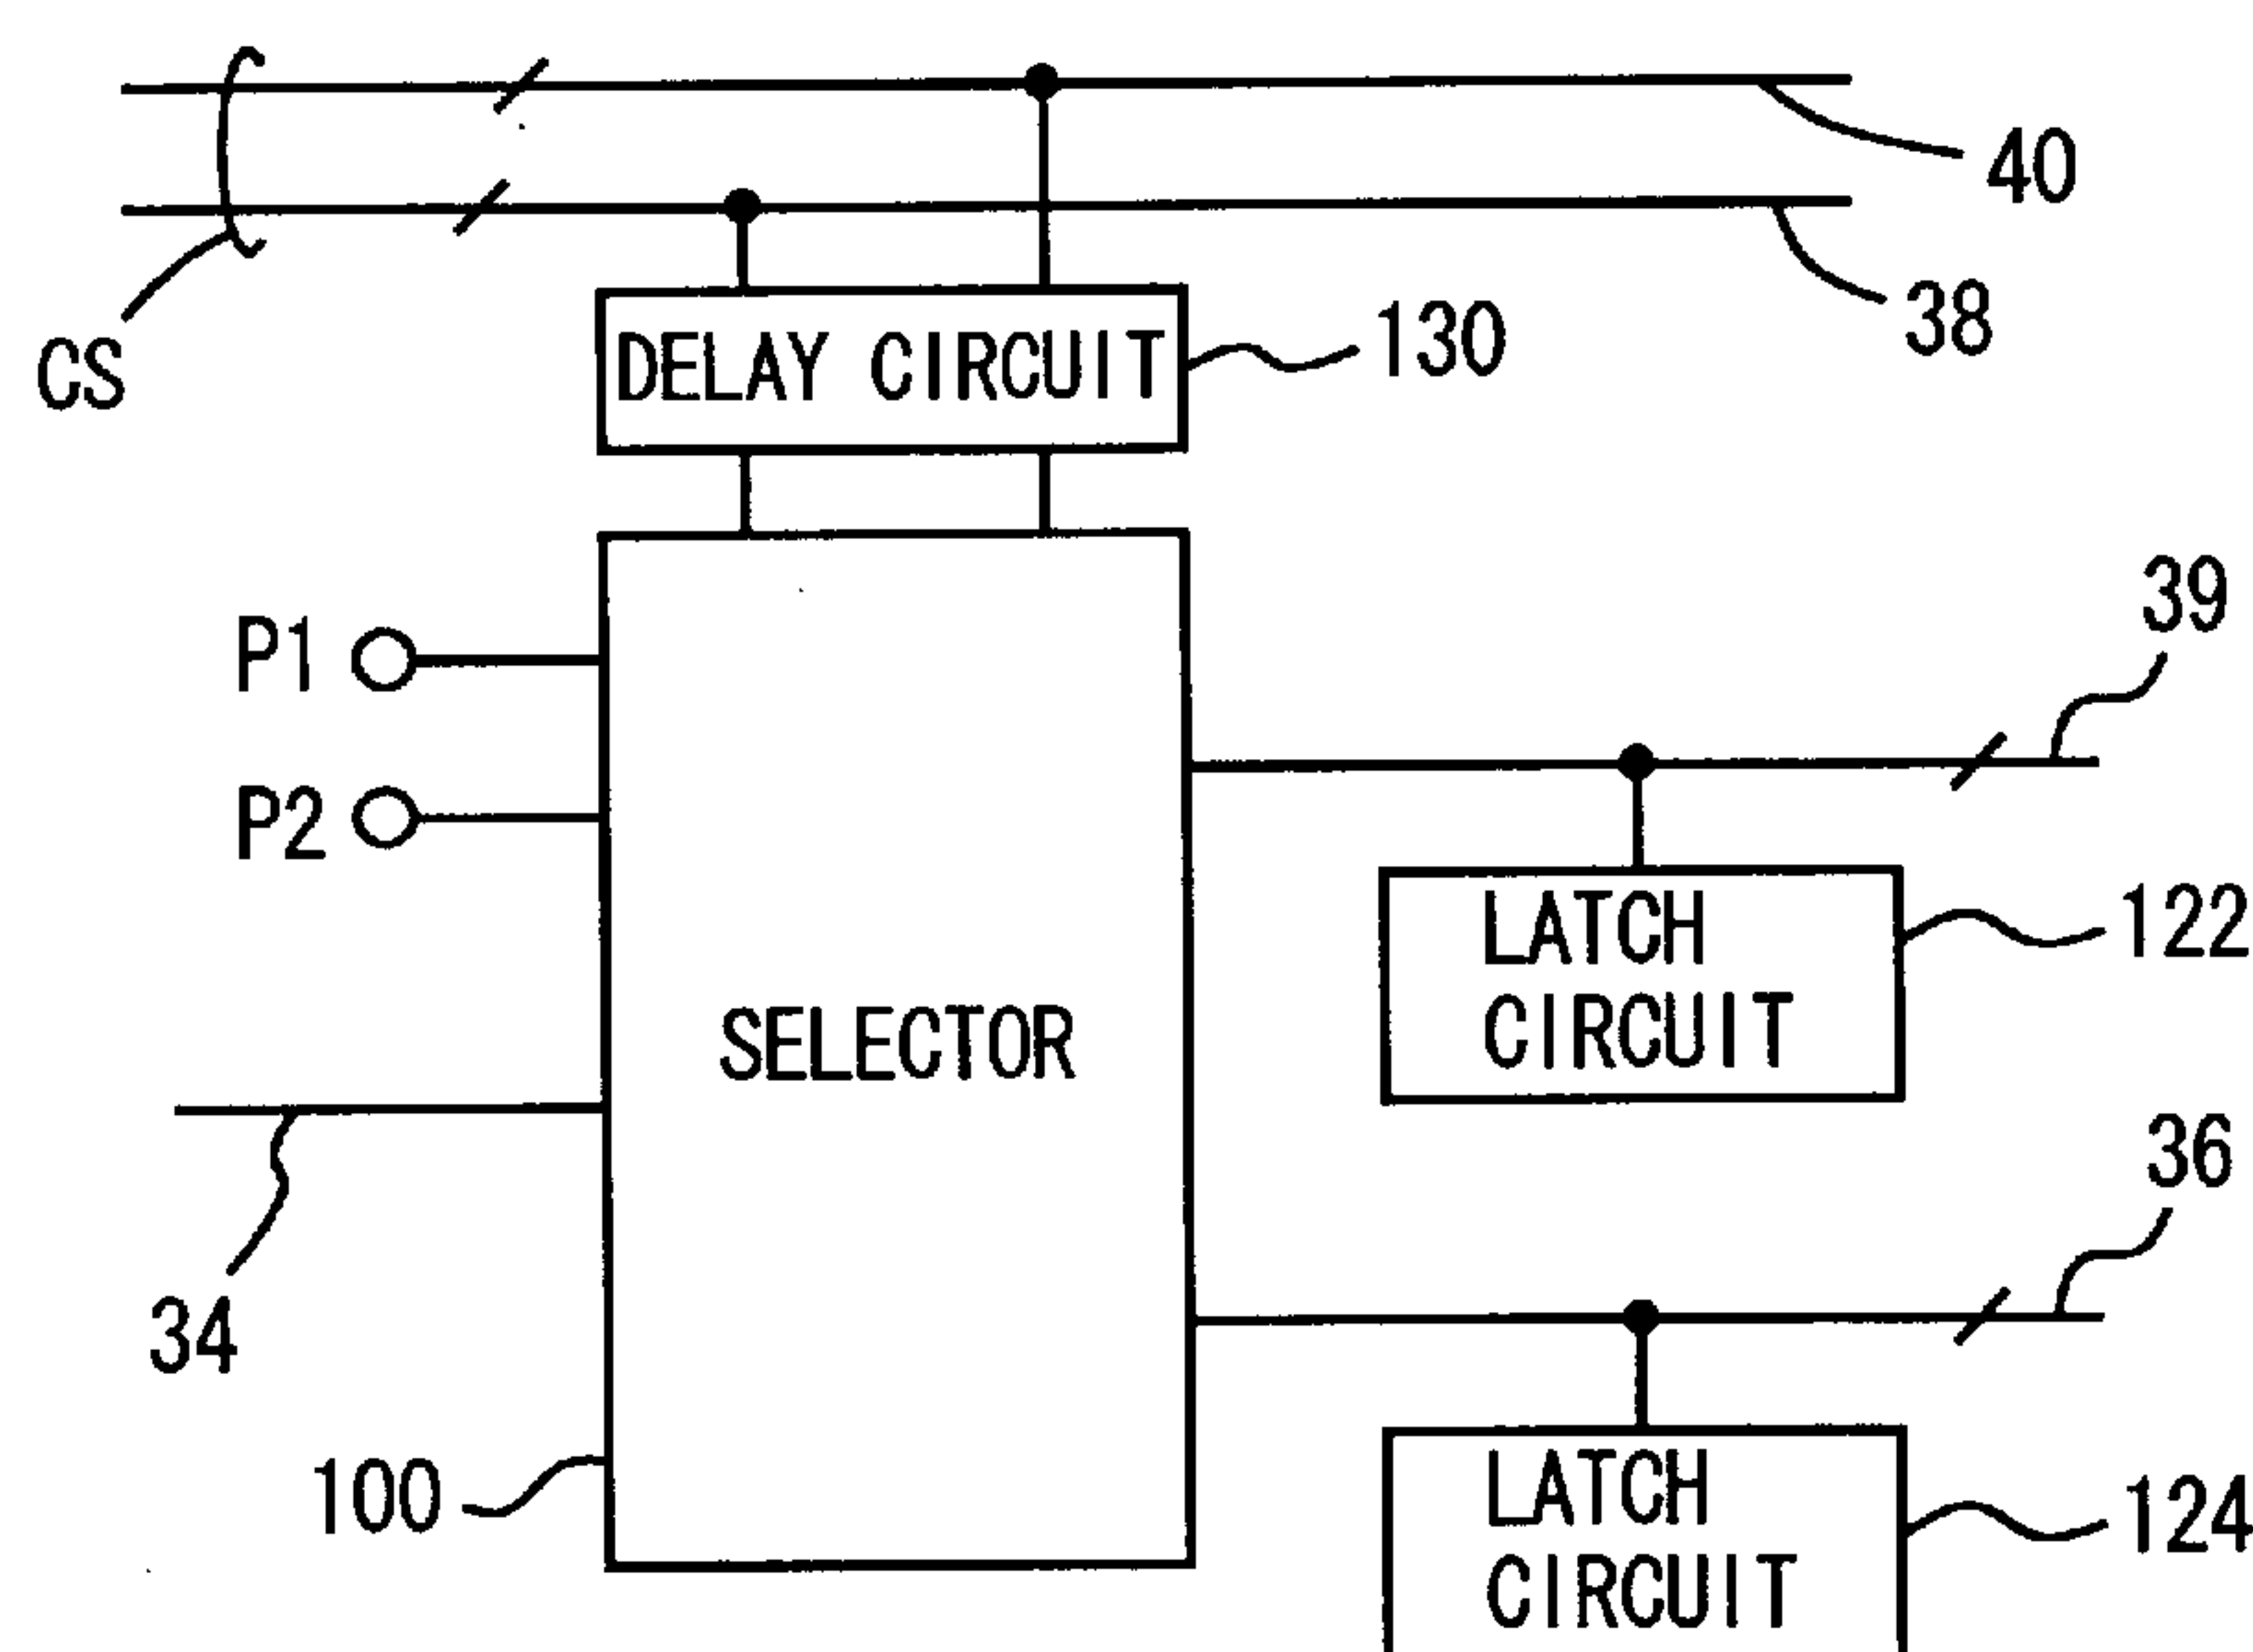 40
38
CS
DELAY CIRCUIT
130
P1
39
P2
LATCH
CIRCUIT
122
SELECTOR
34
36
100
LATCH
CIRCUIT
124